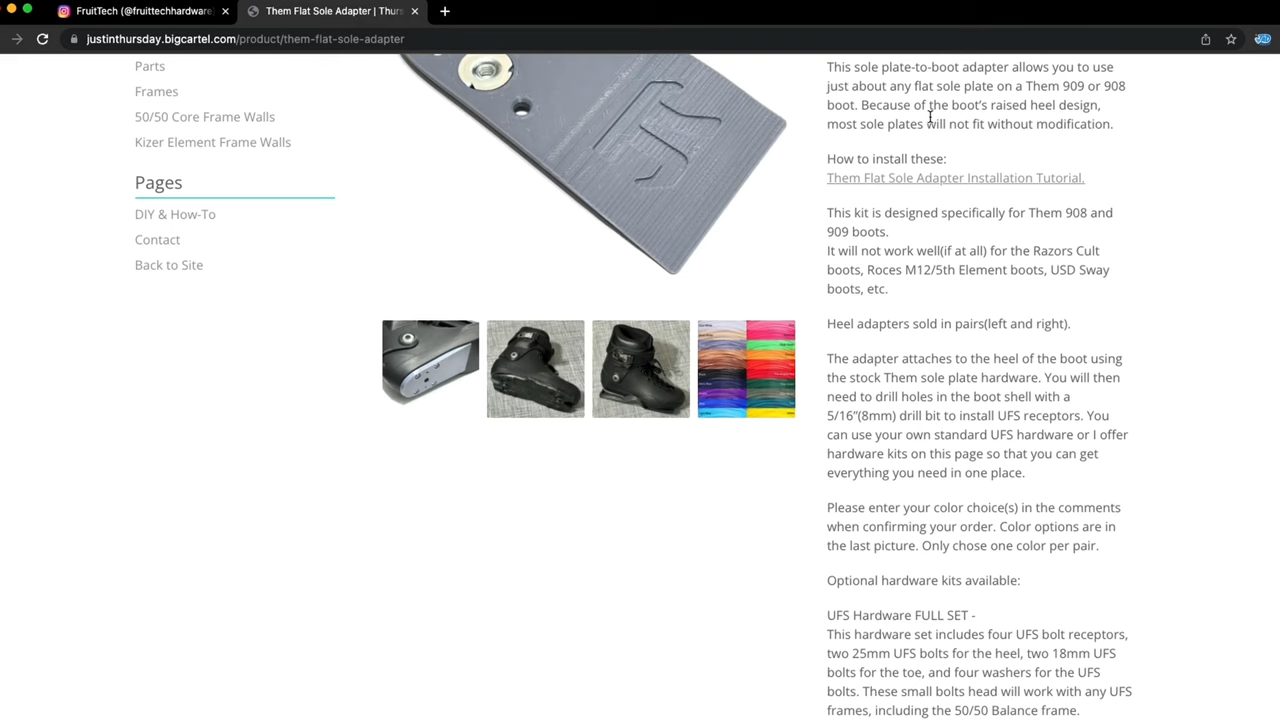 FruitTech (@fruittechhardware)
Them Flat Sole Adapter | Thurs
justinthursday.bigcartel.com/product/them-flat-sole-adapter
Parts
Frames
50/50 Core Frame Walls
Kizer Element Frame Walls
Pages
DIY & How-To
Contact
Back to Site
This sole plate-to-boot adapter allows you to use
just about any flat sole plate on a Them 909 or 908
boot. Because of the boot's raised heel design,
most sole plates will not fit without modification.
How to install these:
Them Flat Sole Adapter Installation Tutorial.
This kit is designed specifically for Them 908 and
909 boots.
It will not work well(if at all) for the Razors Cult
boots, Roces M12/5th Element boots, USD Sway
boots, etc.
Heel adapters sold in pairs(left and right).
The adapter attaches to the heel of the boot using
the stock Them sole plate hardware. You will then
need to drill holes in the boot shell with a
5/16"(8mm) drill bit to install UFS receptors. You
can use your own standard UFS hardware or I offer
hardware kits on this page so that you can get
everything you need in one place.
Please enter your color choice(s) in the comments
when confirming your order. Color options are in
the last picture. Only chose one color per pair.
Optional hardware kits available:
UFS Hardware FULL SET -
This hardware set includes four UFS bolt receptors,
two 25mm UFS bolts for the heel, two 18mm UFS
bolts for the toe, and four washers for the UFS
bolts. These small bolts head will work with any UFS
frames, including the 50/50 Balance frame.